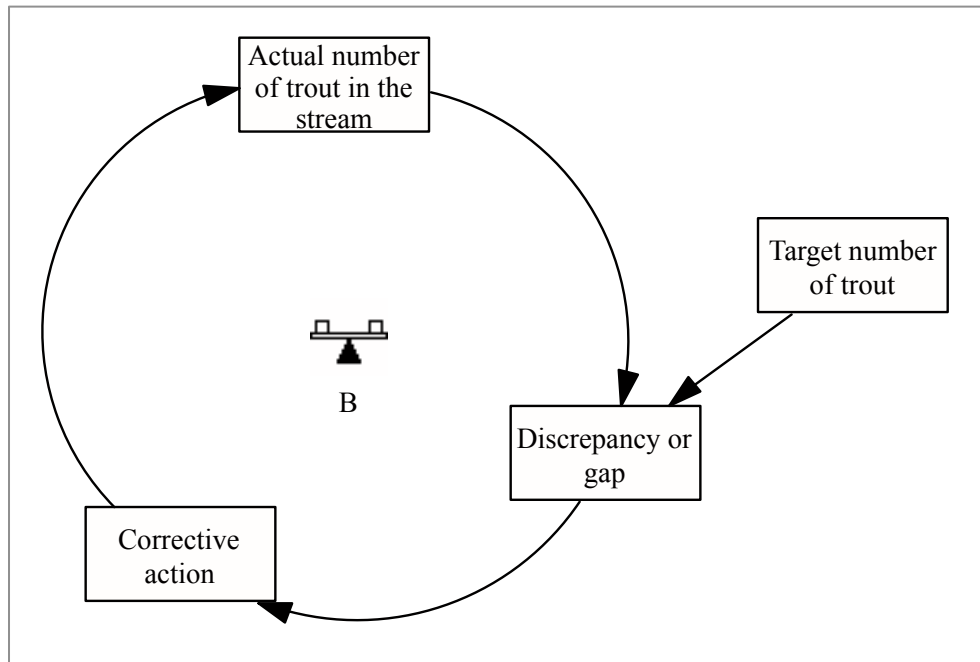 Actual number
of trout in the
stream
Target number
of trout
B
Discrepancy or
gap
Corrective
action